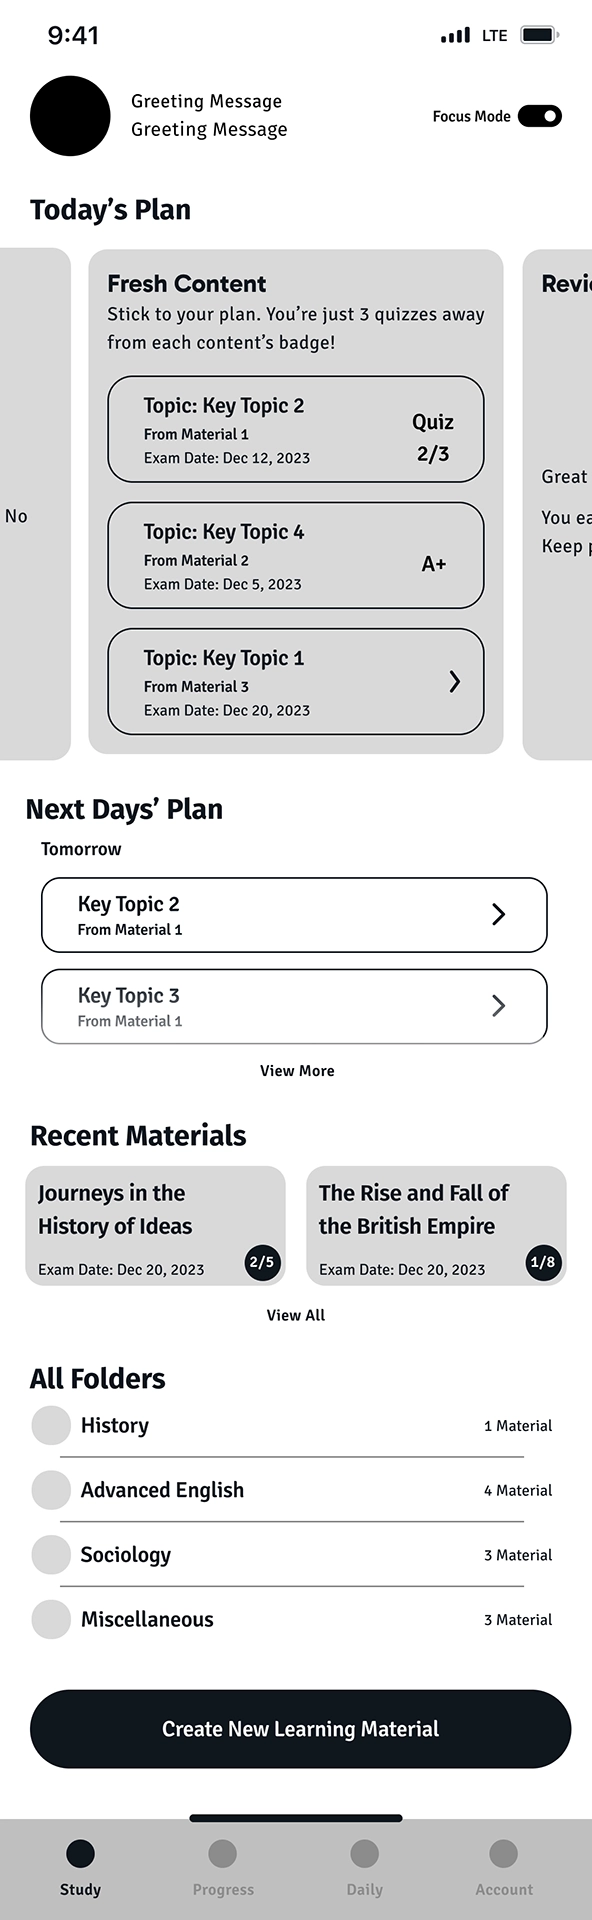 9:41
LTE
Greeting Message
Greeting Message
Focus Mode
Today’s Plan
No
Fresh Content
Stick to your plan. You’re just 3 quizzes away
from each content’s badge!
Topic: Key Topic 2
From Material 1
Exam Date: Dec 12, 2023
Quiz
2/3
Topic: Key Topic 4
From Material 2
Exam Date: Dec 5, 2023
A+
Topic: Key Topic 1
From Material 3
Exam Date: Dec 20, 2023
Great
Next Days’ Plan
Tomorrow
Key Topic 2
From Material 1
Key Topic 3
From Material 1
View More
Recent Materials
Journeys in the
History of Ideas
Exam Date: Dec 20, 2023
2/5
The Rise and Fall of
the British Empire
Exam Date: Dec 20, 2023
1/8
View All
All Folders
History
1 Material
Advanced English
4 Material
Sociology
3 Material
Miscellaneous
3 Material
Create New Learning Material
Study
Progress
Daily
Account